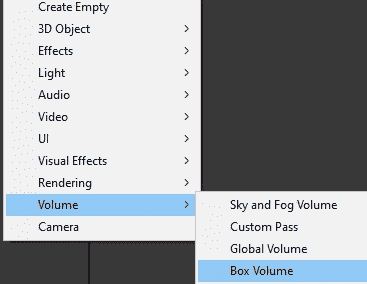 Create Empty
3D Object
Effects
Light
Audio
Video
UI
Visual Effects
Rendering
Volume
Camera
Sky and Fog Volume
Custom Pass
Global Volume
Box Volume